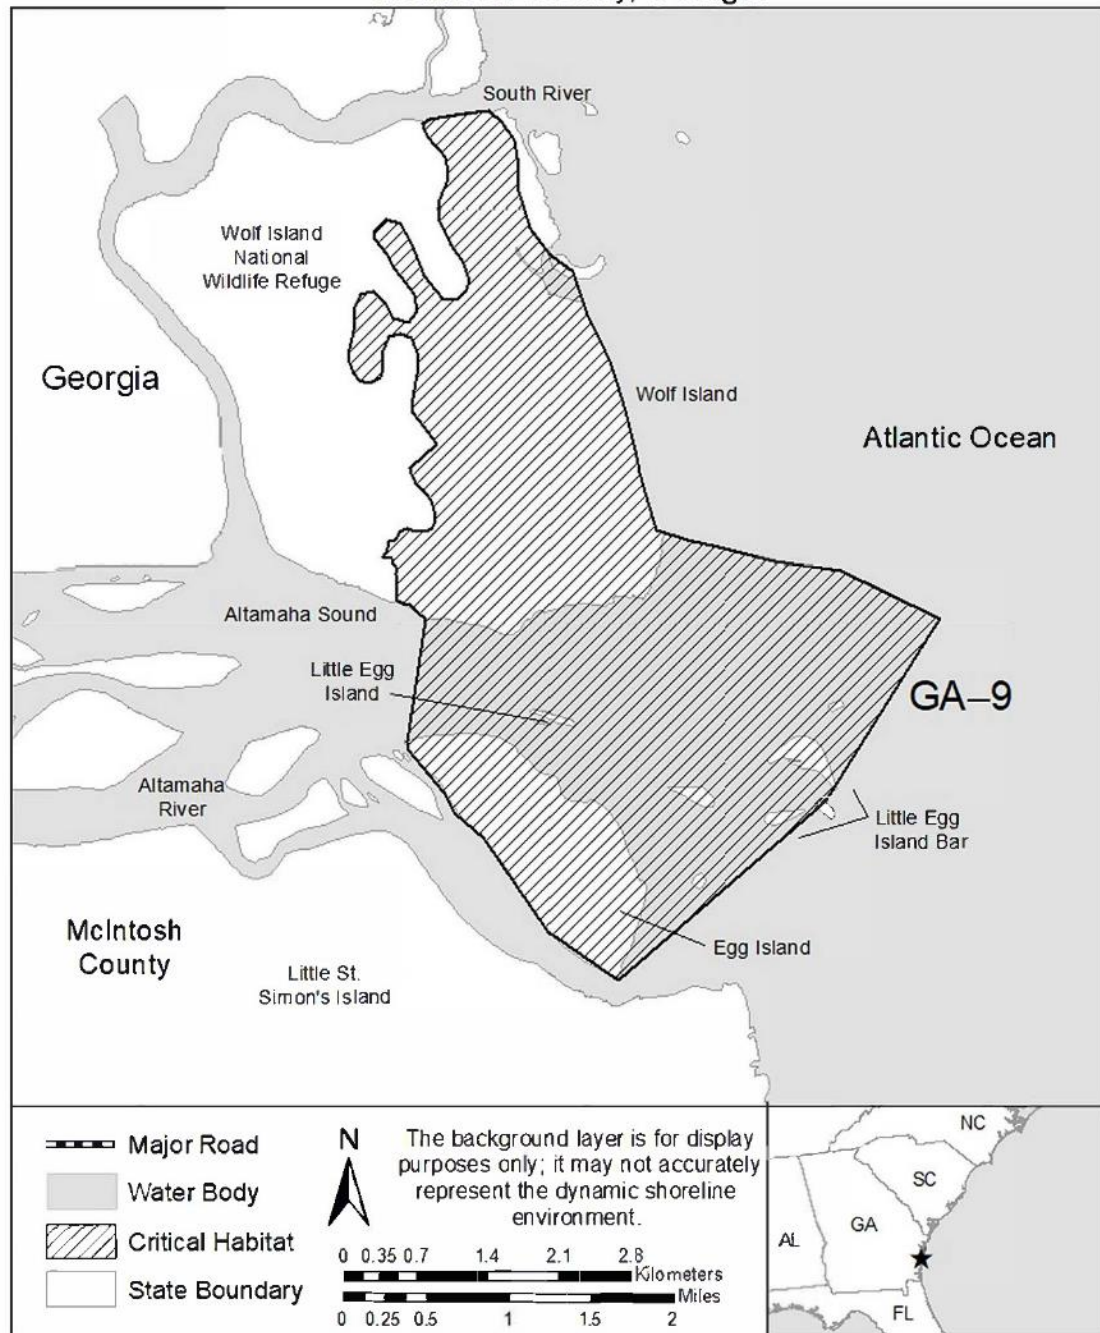 South River
Wolf Island
National
Wildlife Refuge
Georgia
Wolf Island
Atlantic Ocean
Altamaha Sound
Little Egg
Island
GA–9
Altamaha
River
Little Egg
Island Bar
McIntosh
County
Egg Island
Little St.
Simon's Island
Major Road
Water Body
Critical Habitat
State Boundary
N
The background layer is for display
purposes only; it may not accurately
represent the dynamic shoreline
environment.
0 0.35 0.7 1.4 2.1 2.8
Kilometers
Miles
0 0.25 0.5 1 1.5 2
NC
SC
GA
AL
FL